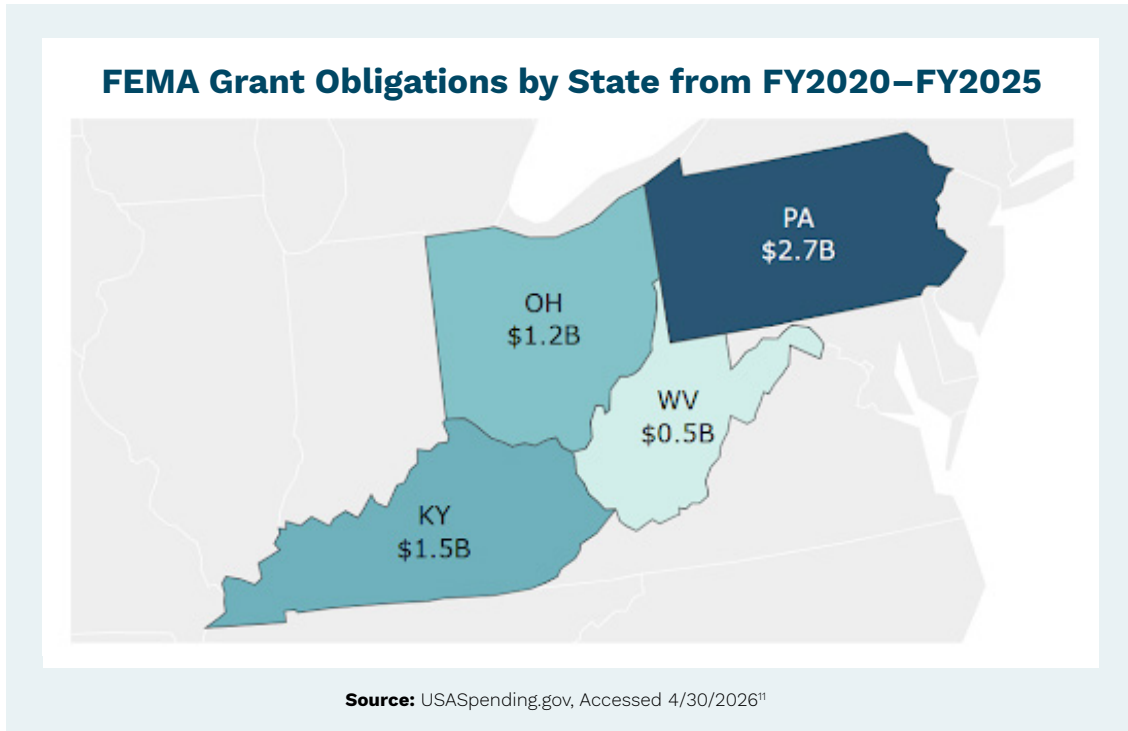 FEMA Grant Obligations by State from FY2020–FY2025
PA
$2.7B
OH
$1.2B
WV
$0.5B
KY
$1.5B
Source: USASpending.gov, Accessed 4/30/2026¹¹